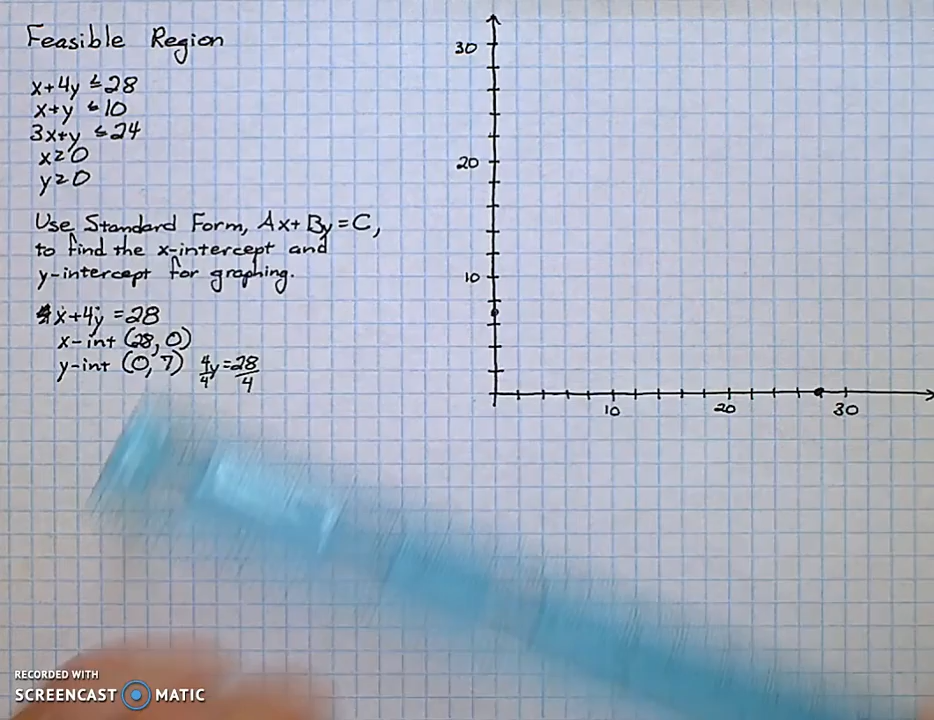 Feasible Region
x+4y ≤ 28
x+y ≤ 10
3x+y ≤ 24
x ≥ 0
y ≥ 0
Use Standard Form, Ax + By = C,
to find the x-intercept and
y-intercept for graphing.
x+4y = 28
x-int (28, 0)
y-int (0, 7) 4y/4 = 28/4
30
20
10
10 20 30
RECORDED WITH
SCREENCAST MATIC